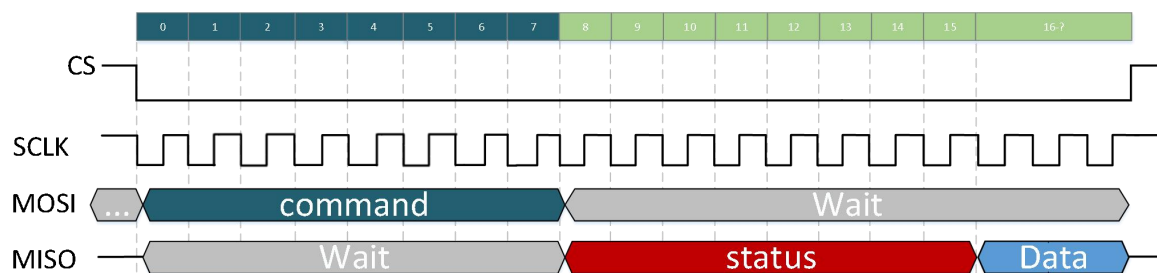 0 1 2 3 4 5 6 7 8 9 10 11 12 13 14 15 16-?
CS
SCLK
MOSI ... command Wait
MISO Wait status Data